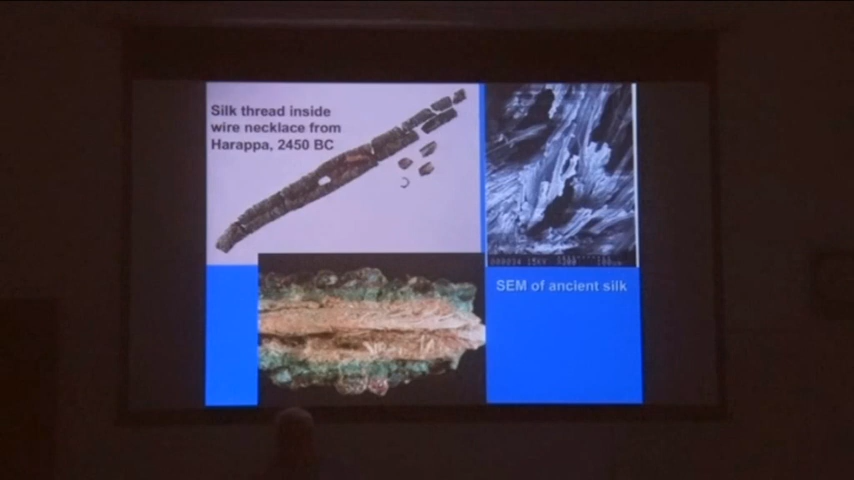 Silk thread inside
wire necklace from
Harappa, 2450 BC
SEM of ancient silk